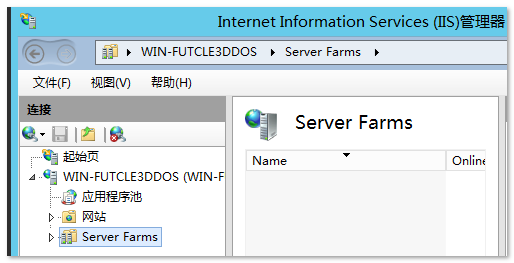 Internet Information Services (IIS)管理器
WIN-FUTCLE3DDOS Server Farms
文件(F) 视图(V) 帮助(H)
连接
起始页
WIN-FUTCLE3DDOS (WIN-F
应用程序池
网站
Server Farms
Server Farms
Name Online